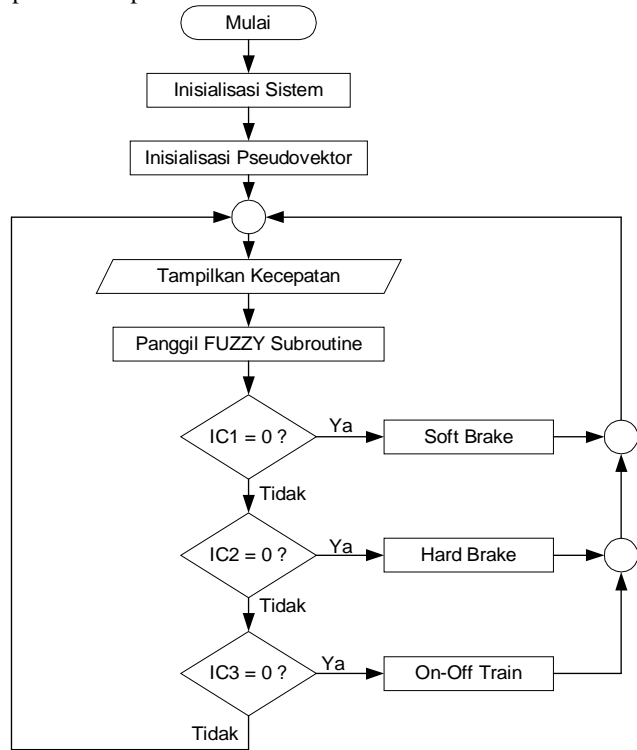 Mulai
Inisialisasi Sistem
Inisialisasi Pseudovektor
Tampilkan Kecepatan
Panggil FUZZY Subroutine
IC1 = 0 ?
Ya
Soft Brake
Tidak
IC2 = 0 ?
Ya
Hard Brake
Tidak
IC3 = 0 ?
Ya
On-Off Train
Tidak